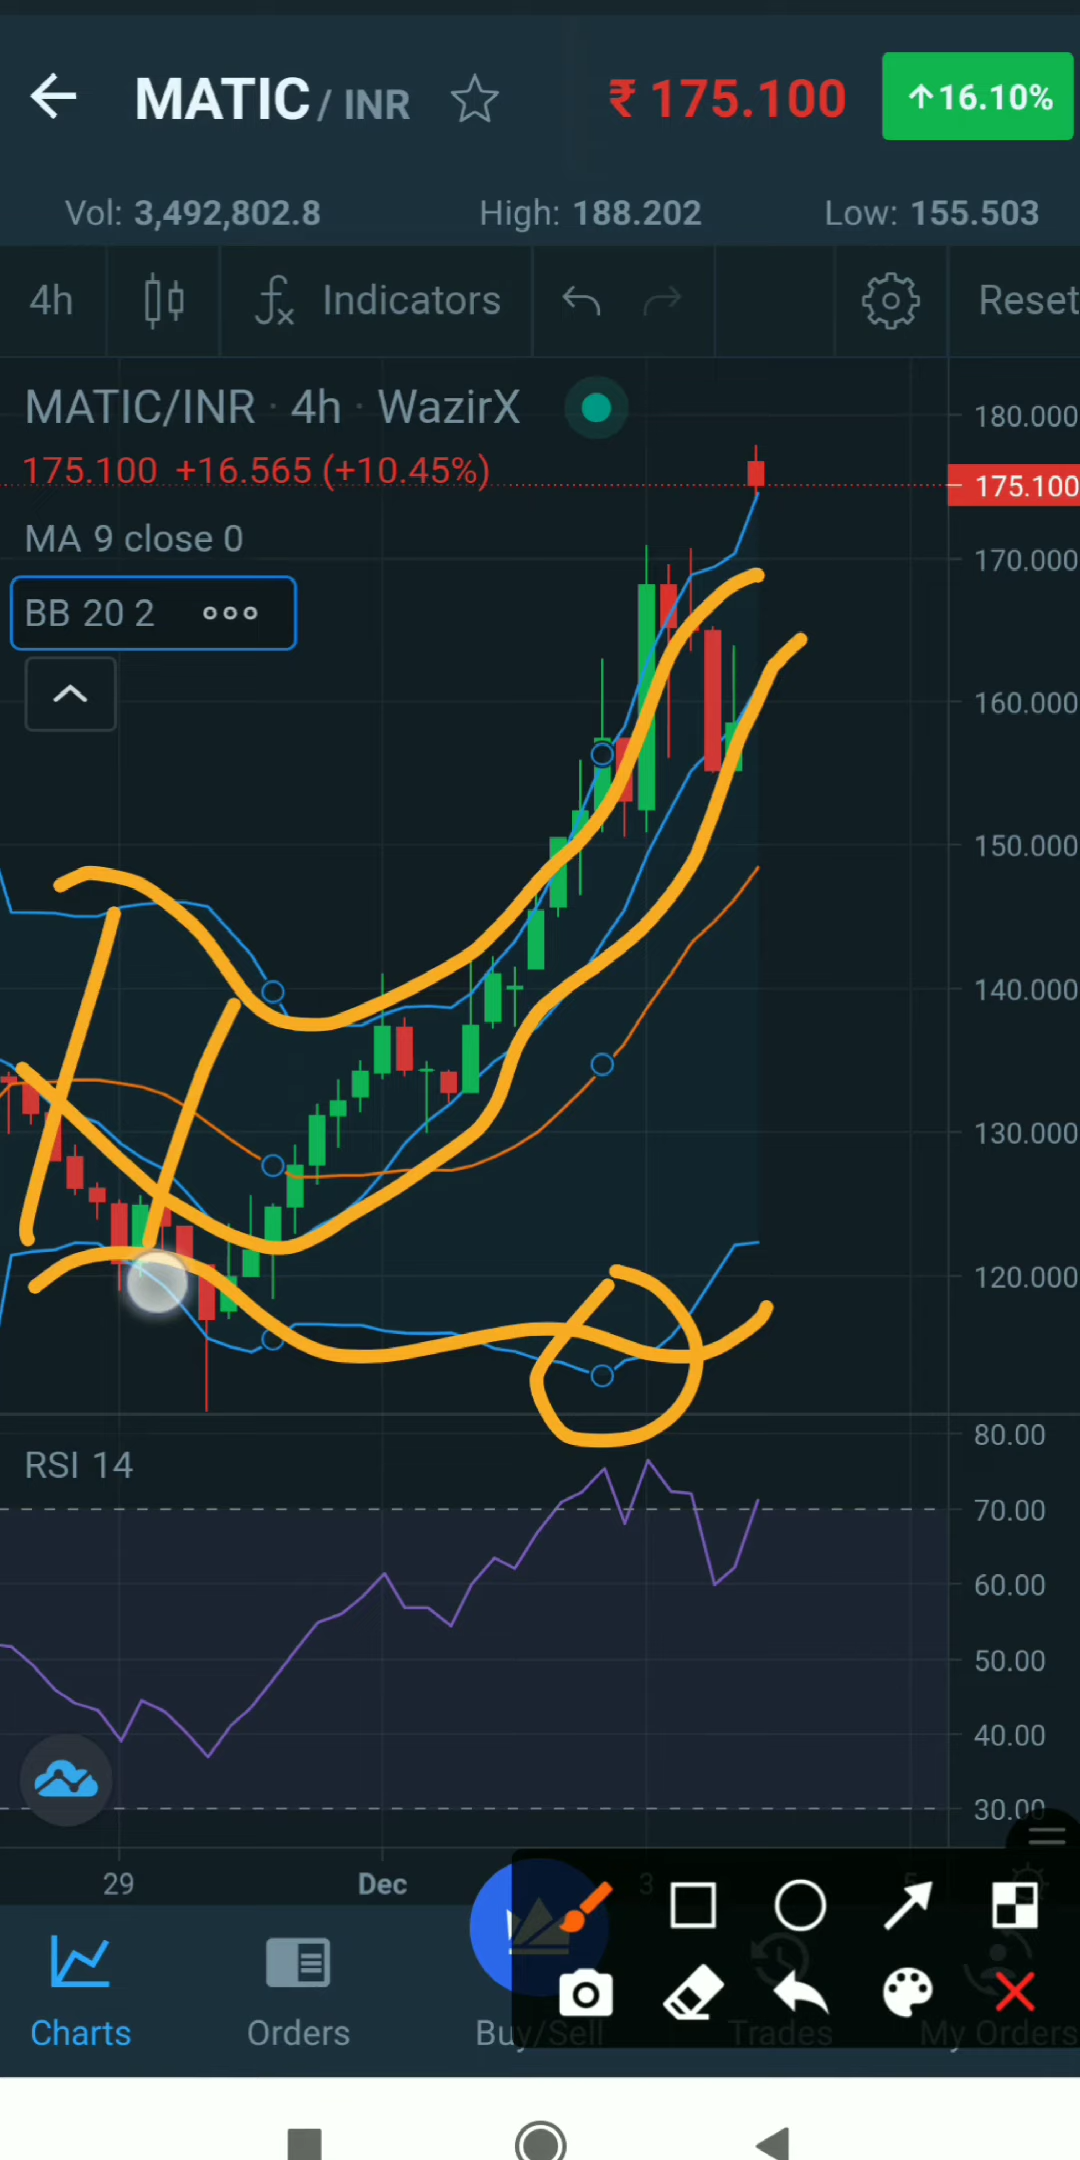 MATIC / INR ₹ 175.100 ↑16.10%
Vol: 3,492,802.8 High: 188.202 Low: 155.503
4h fx Indicators Reset
MATIC/INR · 4h · WazirX
180.000
175.100 +16.565 (+10.45%)
175.100
MA 9 close 0
170.000
BB 20 2
160.000
150.000
140.000
130.000
120.000
80.00
RSI 14
70.00
60.00
50.00
40.00
30.00
29 Dec 3 5
Charts Orders Buy/Sell Trades My Orders